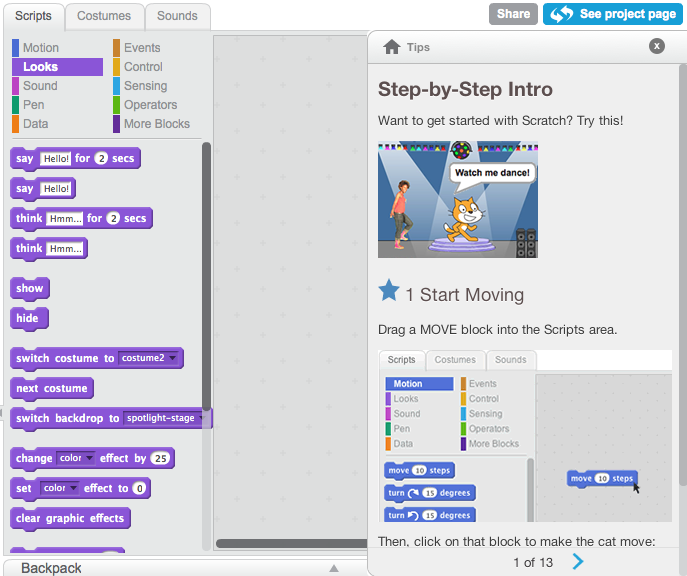 Scripts
Costumes
Sounds
Share
See project page
Motion
Events
Looks
Control
Sound
Sensing
Pen
Operators
Data
More Blocks
say Hello! for 2 secs
say Hello!
think Hmm... for 2 secs
think Hmm...
show
hide
switch costume to costume2
next costume
switch backdrop to spotlight-stage
change color effect by 25
set color effect to 0
clear graphic effects
Backpack
Tips
x
Step-by-Step Intro
Want to get started with Scratch? Try this!
Watch me dance!
1 Start Moving
Drag a MOVE block into the Scripts area.
Scripts
Costumes
Sounds
Motion
Events
Looks
Control
Sound
Sensing
Pen
Operators
Data
More Blocks
move 10 steps
turn 15 degrees
turn 15 degrees
move 10 steps
Then, click on that block to make the cat move:
1 of 13